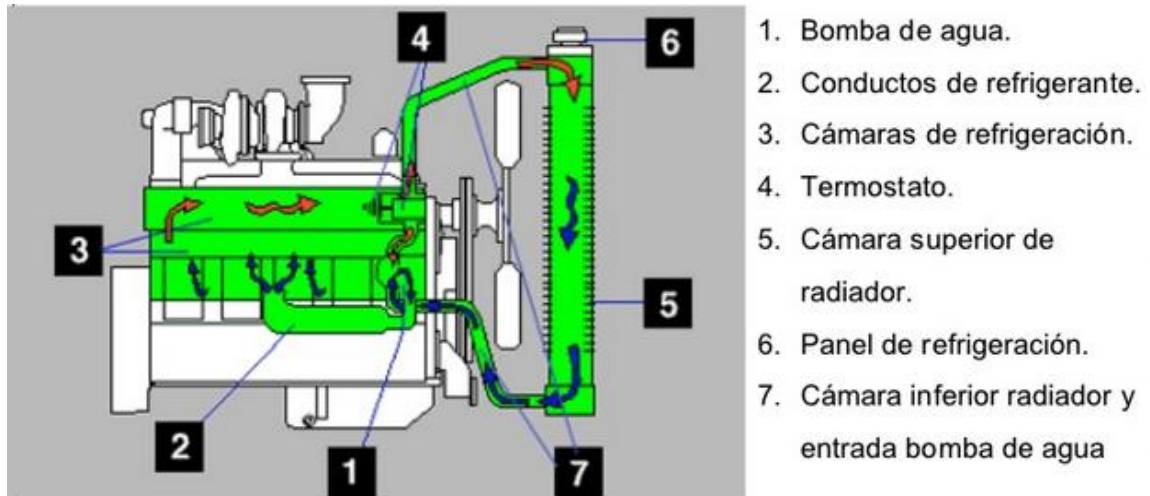 4
6
3
5
2
1
7
1. Bomba de agua.
2. Conductos de refrigerante.
3. Cámaras de refrigeración.
4. Termostato.
5. Cámara superior de
radiador.
6. Panel de refrigeración.
7. Cámara inferior radiador y
entrada bomba de agua